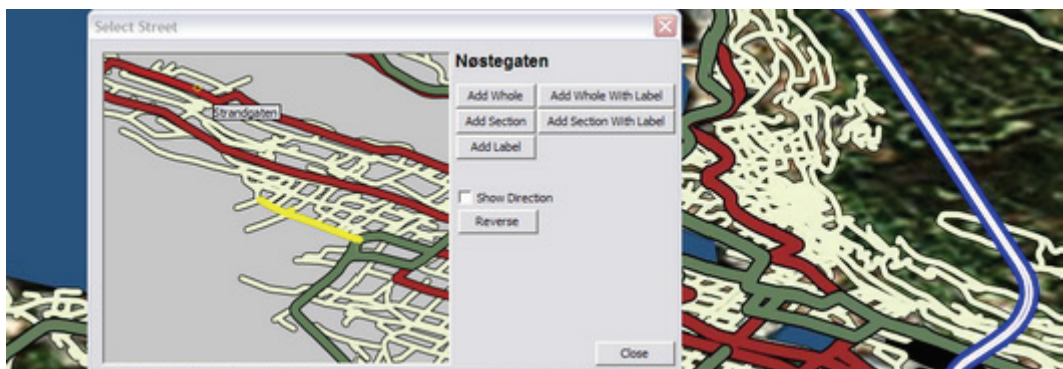 Select Street
Nøstegaten
Strandgaten
Add Whole
Add Whole With Label
Add Section
Add Section With Label
Add Label
Show Direction
Reverse
Close